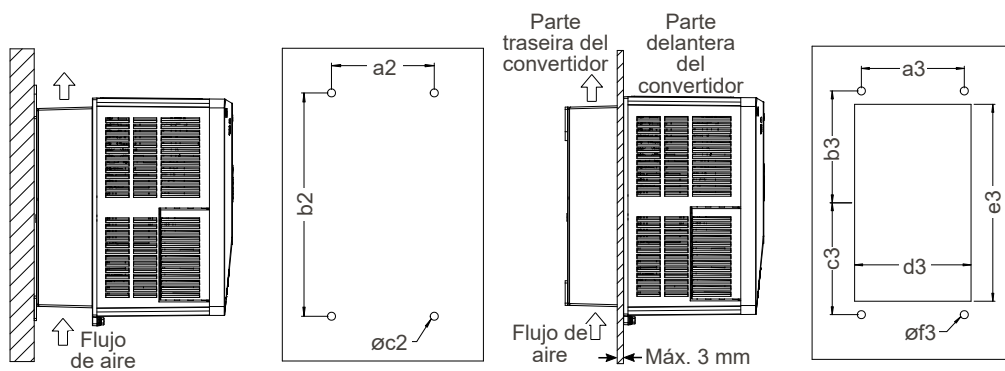 a2
b2
øc2
Flujo
de aire
Parte
traseira del
convertidor
Parte
delantera
del
convertidor
Flujo de
aire
Máx. 3 mm
a3
b3
c3
d3
e3
øf3